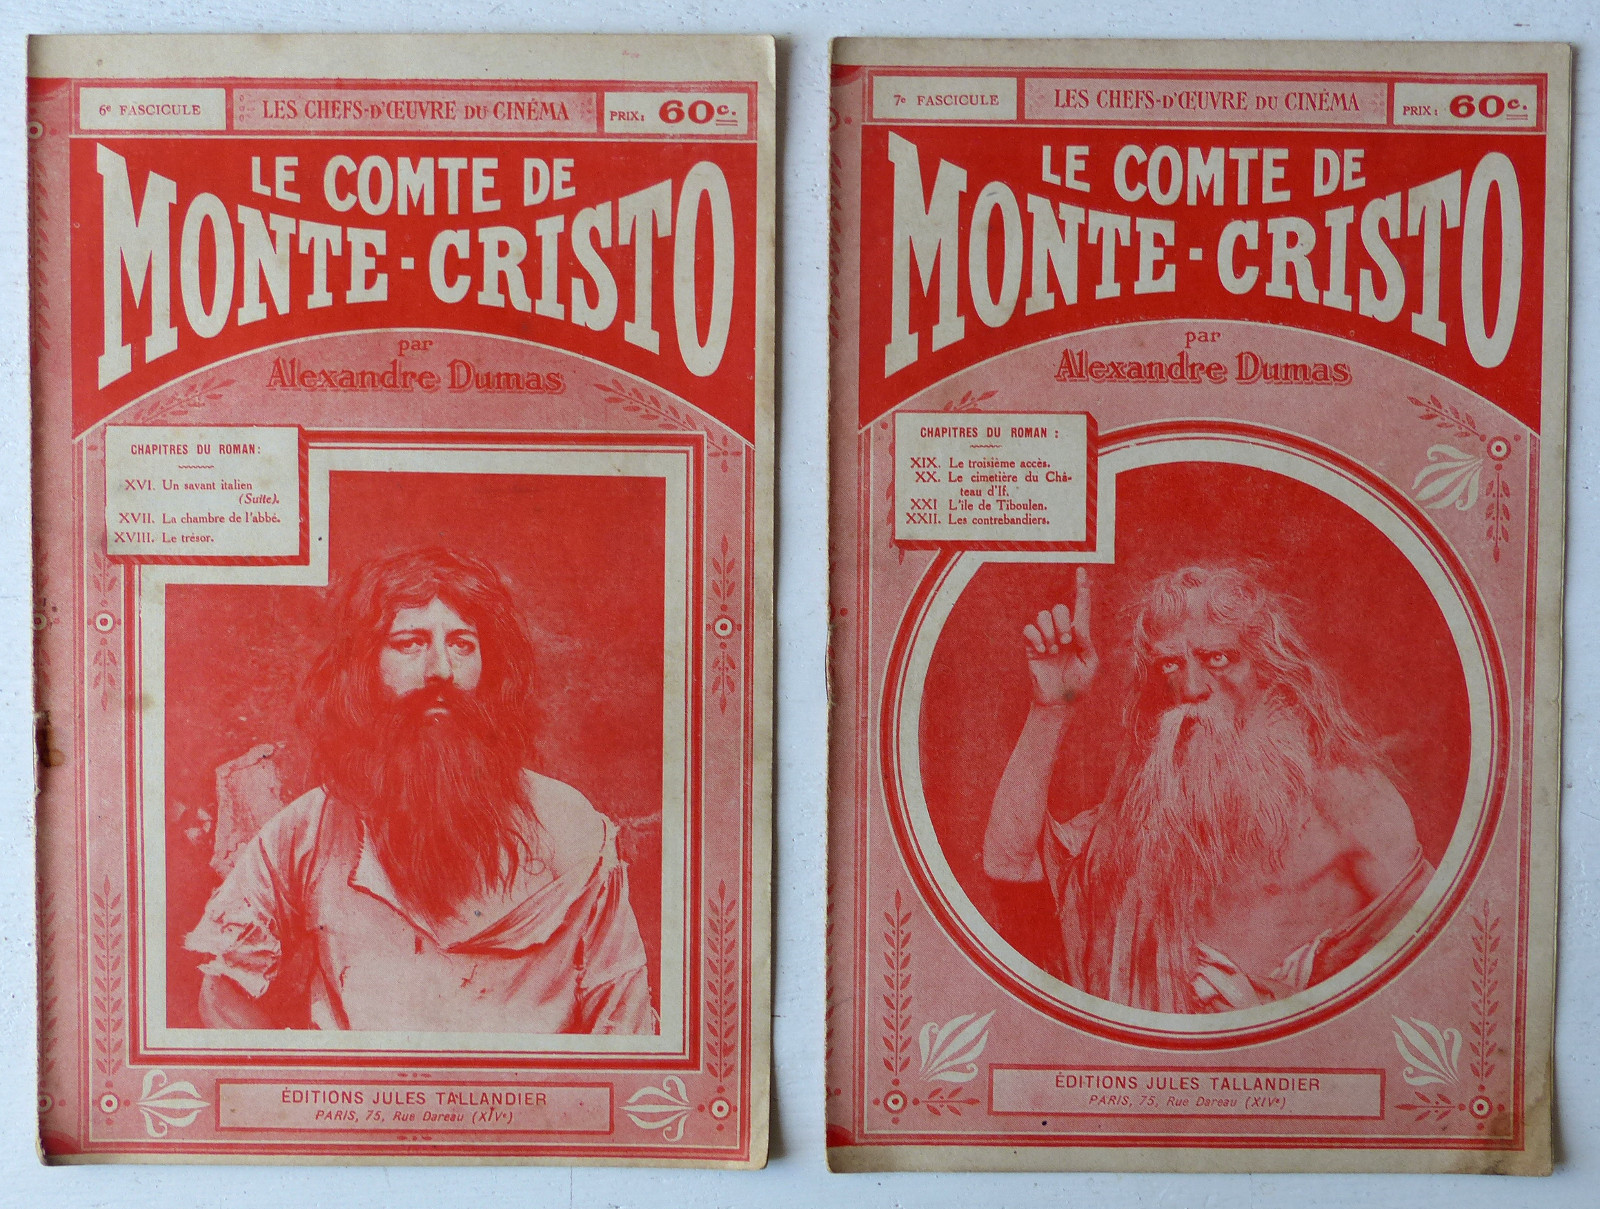 6e FASCICULE
LES CHEFS-D'ŒUVRE DU CINÉMA
PRIX: 60c.
LE COMTE DE
MONTE-CRISTO
par
Alexandre Dumas
CHAPITRES DU ROMAN:
XVI. Un savant italien
(Suite).
XVII. La chambre de l'abbé.
XVIII. Le trésor.
ÉDITIONS JULES TALLANDIER
PARIS, 75, Rue Dareau (XIVe)
7e FASCICULE
LES CHEFS-D'ŒUVRE DU CINÉMA
PRIX: 60c.
LE COMTE DE
MONTE-CRISTO
par
Alexandre Dumas
CHAPITRES DU ROMAN:
XIX. Le troisième accès.
XX. Le cimetière du Châ-
teau d'If.
XXI L'île de Tiboulen.
XXII. Les contrebandiers.
ÉDITIONS JULES TALLANDIER
PARIS, 75, Rue Dareau (XIVe)